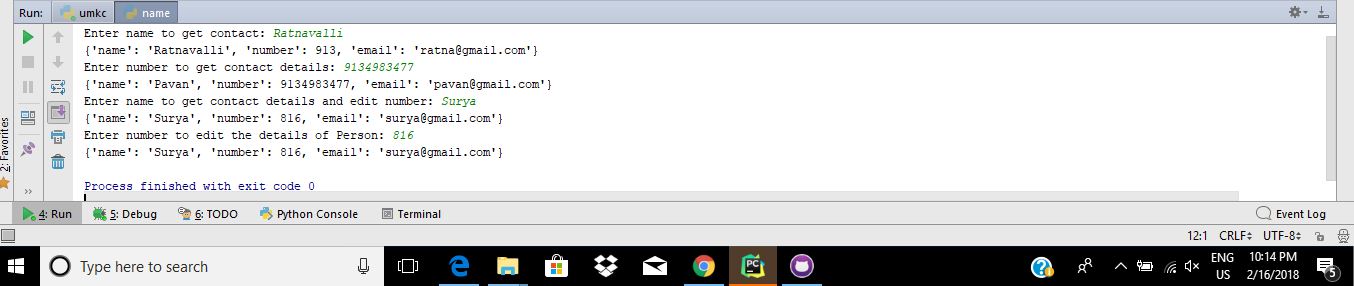 Run: umkc name
Enter name to get contact: Ratnavalli
{'name': 'Ratnavalli', 'number': 913, 'email': 'ratna@gmail.com'}
Enter number to get contact details: 9134983477
{'name': 'Pavan', 'number': 9134983477, 'email': 'pavan@gmail.com'}
Enter name to get contact details and edit number: Surya
{'name': 'Surya', 'number': 816, 'email': 'surya@gmail.com'}
Enter number to edit the details of Person: 816
{'name': 'Surya', 'number': 816, 'email': 'surya@gmail.com'}
Process finished with exit code 0
2: Favorites
4: Run 5: Debug 6: TODO Python Console Terminal Event Log
12:1 CRLF UTF-8
Type here to search
PC
ENG
US
10:14 PM
2/16/2018
5